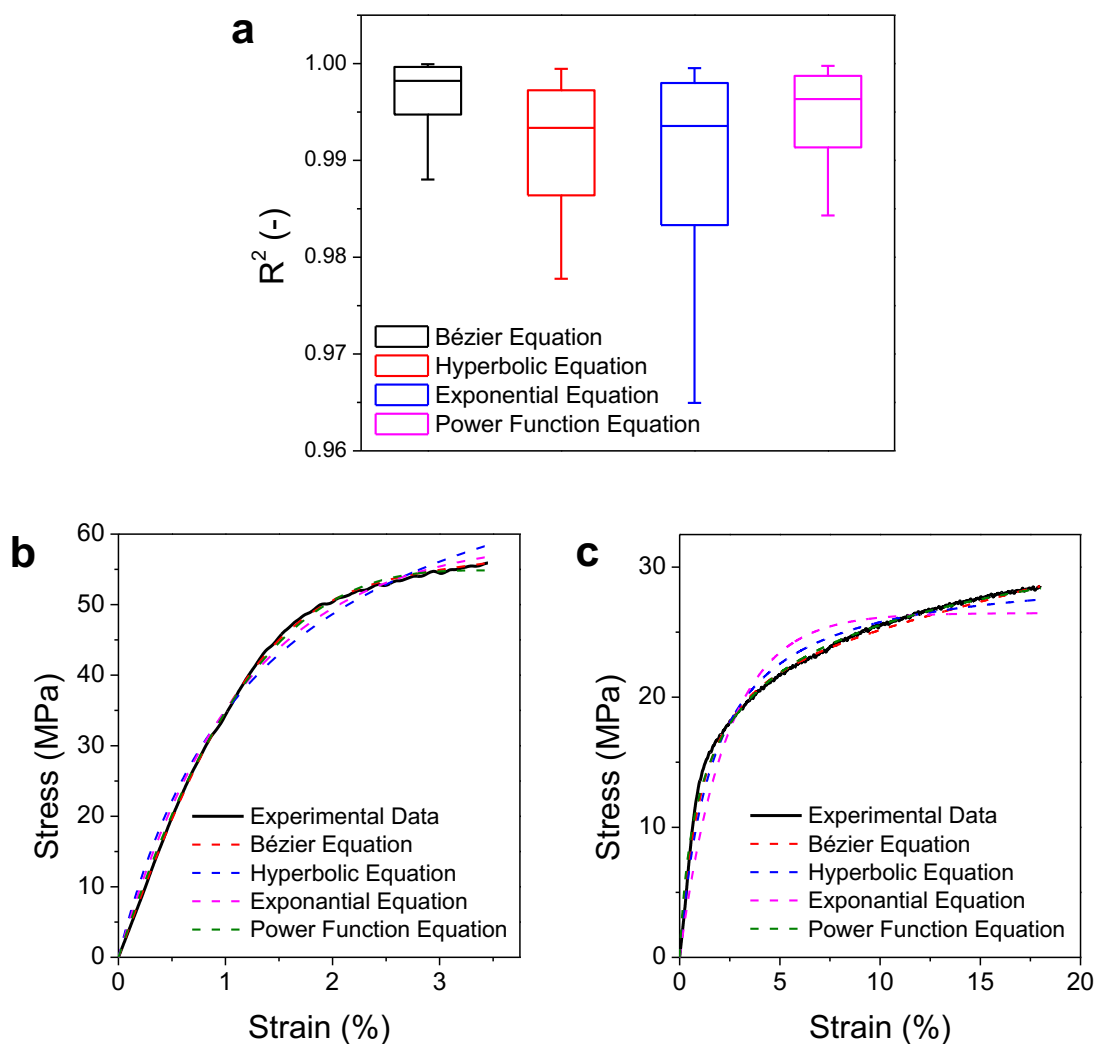 a
1.00
0.99
0.98
0.97
0.96
R² (-)
Bézier Equation
Hyperbolic Equation
Exponential Equation
Power Function Equation
b
60
50
40
30
20
10
0
Stress (MPa)
Experimental Data
Bézier Equation
Hyperbolic Equation
Exponantial Equation
Power Function Equation
0 1 2 3
Strain (%)
c
30
20
10
0
Stress (MPa)
Experimental Data
Bézier Equation
Hyperbolic Equation
Exponantial Equation
Power Function Equation
0 5 10 15 20
Strain (%)